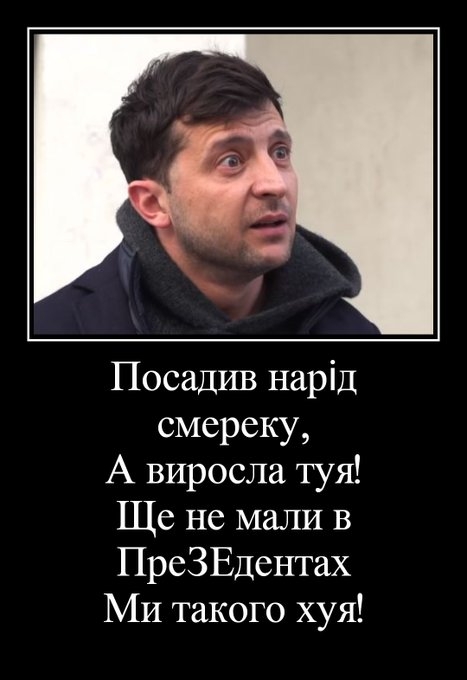 Посадив нарід
смереку,
А виросла туя!
Ще не мали в
ПреЗЕдентах
Ми такого хуя!